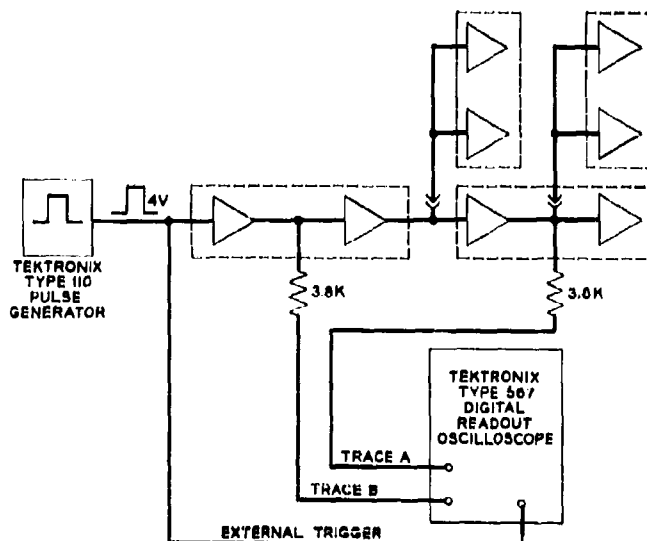 4V
TEKTRONIX
TYPE 110
PULSE
GENERATOR
3.8K
3.8K
TEKTRONIX
TYPE 567
DIGITAL
READOUT
OSCILLOSCOPE
TRACE A
TRACE B
EXTERNAL TRIGGER